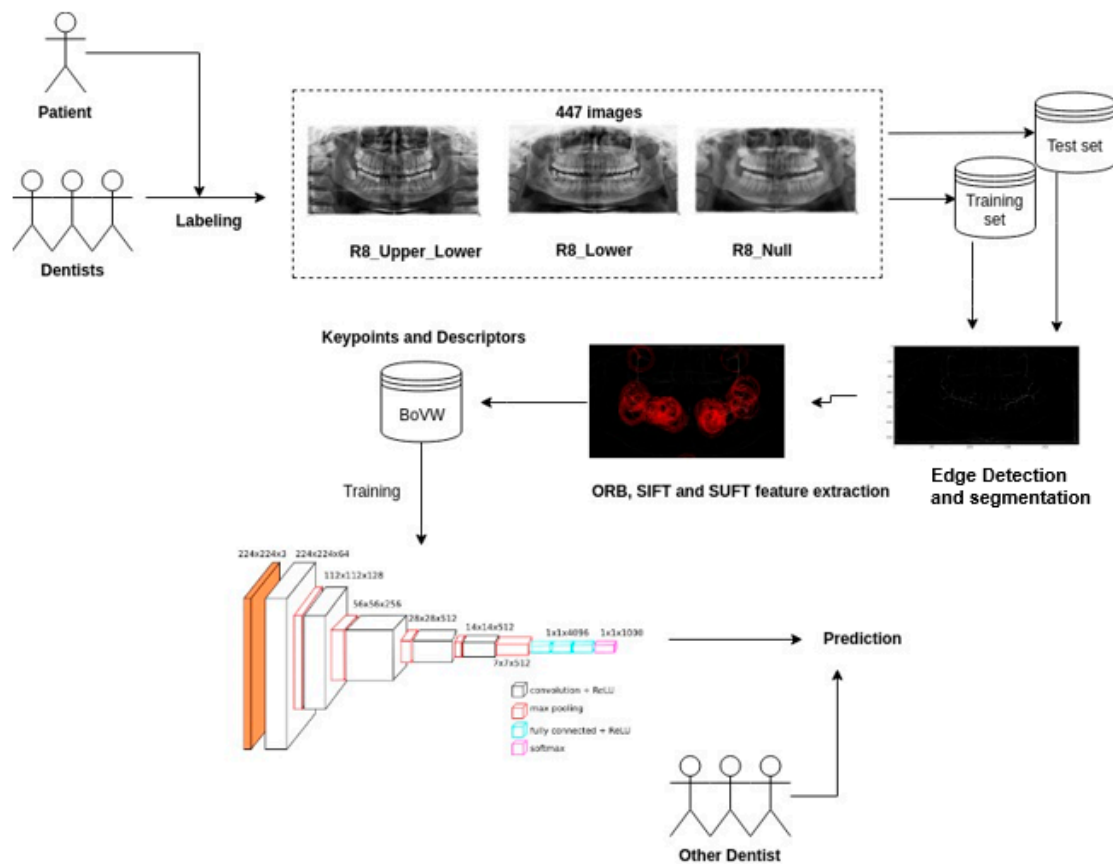 Patient
Dentists
Labeling
447 images
R8_Upper_Lower
R8_Lower
R8_Null
Test set
Training
set
Keypoints and Descriptors
BoVW
ORB, SIFT and SUFT feature extraction
Edge Detection
and segmentation
Training
224x224x3
224x224x64
112x112x128
56x56x256
28x28x512
14x14x512
7x7x512
1x1x4096
1x1x1000
convolution + ReLU
max pooling
fully connected + ReLU
softmax
Prediction
Other Dentist